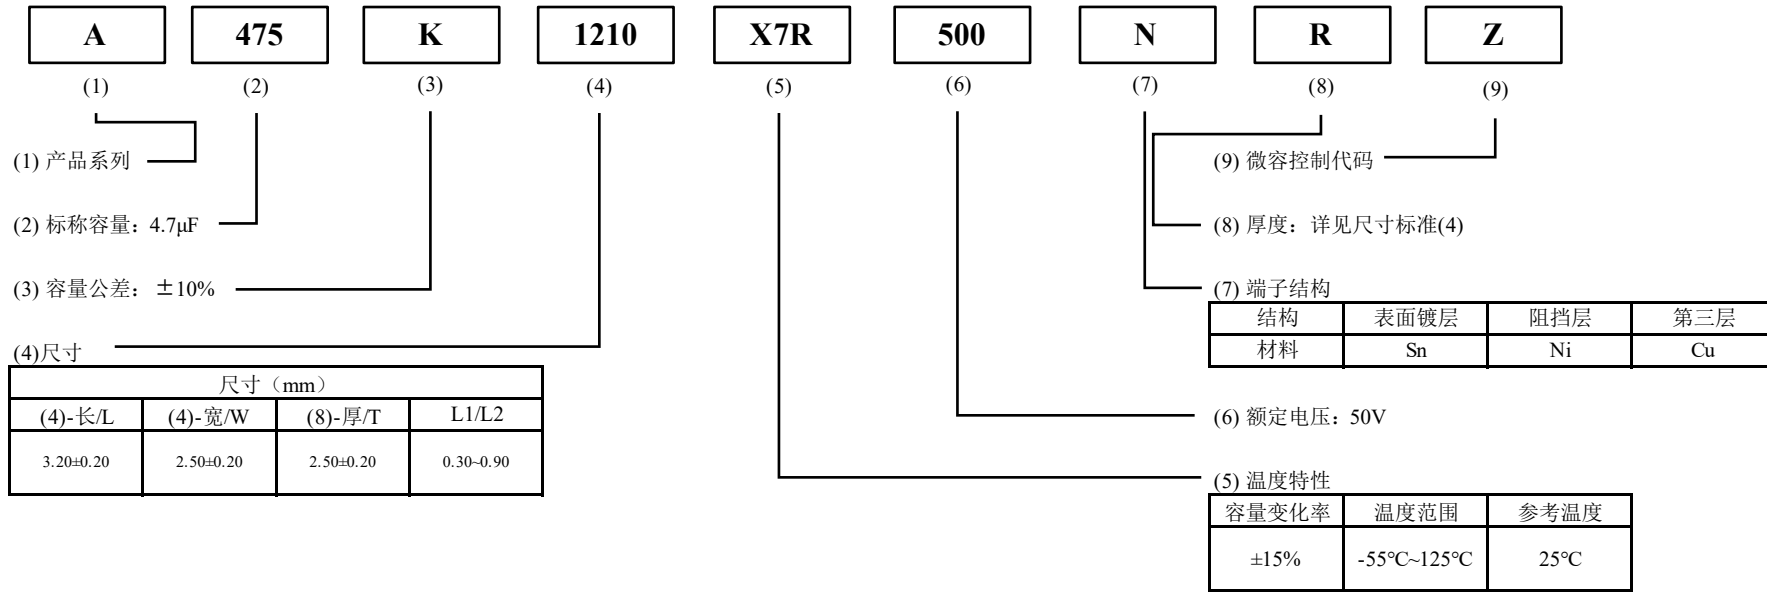 A 475 K 1210 X7R 500 N R Z
(1) (2) (3) (4) (5) (6) (7) (8) (9)
(1) 产品系列
(9) 微容控制代码
(2) 标称容量：4.7μF
(8) 厚度：详见尺寸标准(4)
(3) 容量公差：±10%
(7) 端子结构
结构 表面镀层 阻挡层 第三层
材料 Sn Ni Cu
(4)尺寸
尺寸（mm）
(4)-长/L (4)-宽/W (8)-厚/T L1/L2
3.20±0.20 2.50±0.20 2.50±0.20 0.30~0.90
(6) 额定电压：50V
(5) 温度特性
容量变化率 温度范围 参考温度
±15% -55℃~125℃ 25℃